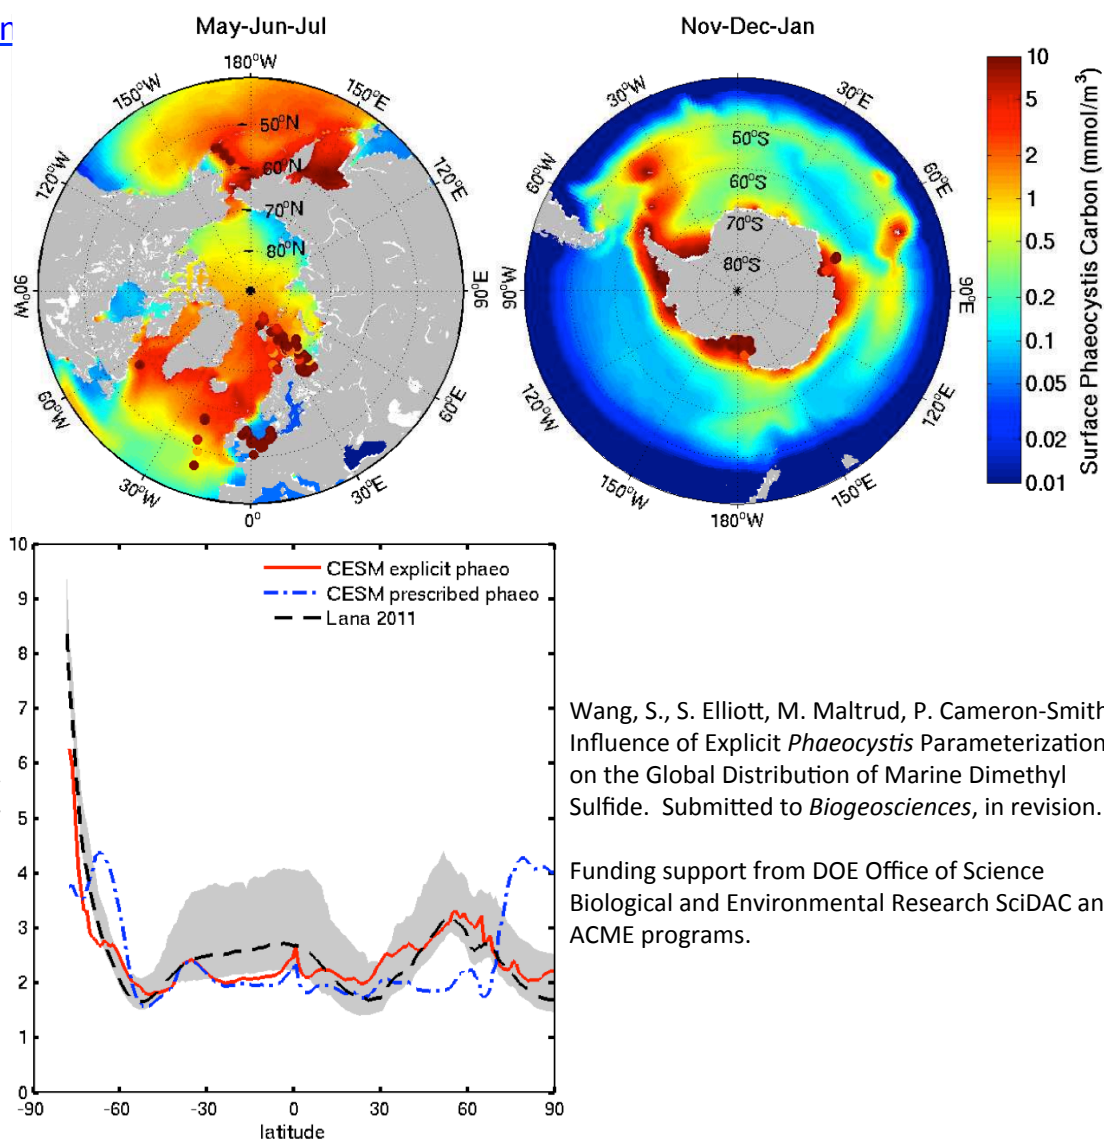 May-Jun-Jul
Nov-Dec-Jan
180°W
150°W
150°E
120°W
120°E
90°W
90°E
60°W
60°E
30°W
30°E
0°
50°N
60°N
70°N
80°N
0°
30°W
30°E
60°W
60°E
90°W
90°E
120°W
120°E
150°W
150°E
180°W
50°S
60°S
70°S
80°S
10
5
2
1
0.5
0.2
0.1
0.05
0.02
0.01
Surface Phaeocystis Carbon (mmol/m³)
10
9
8
7
6
5
4
3
2
1
0
-90
-60
-30
0
30
60
90
latitude
CESM explicit phaeo
CESM prescribed phaeo
Lana 2011
Wang, S., S. Elliott, M. Maltrud, P. Cameron-Smith
Influence of Explicit Phaeocystis Parameterization
on the Global Distribution of Marine Dimethyl
Sulfide. Submitted to Biogeosciences, in revision.
Funding support from DOE Office of Science
Biological and Environmental Research SciDAC an
ACME programs.